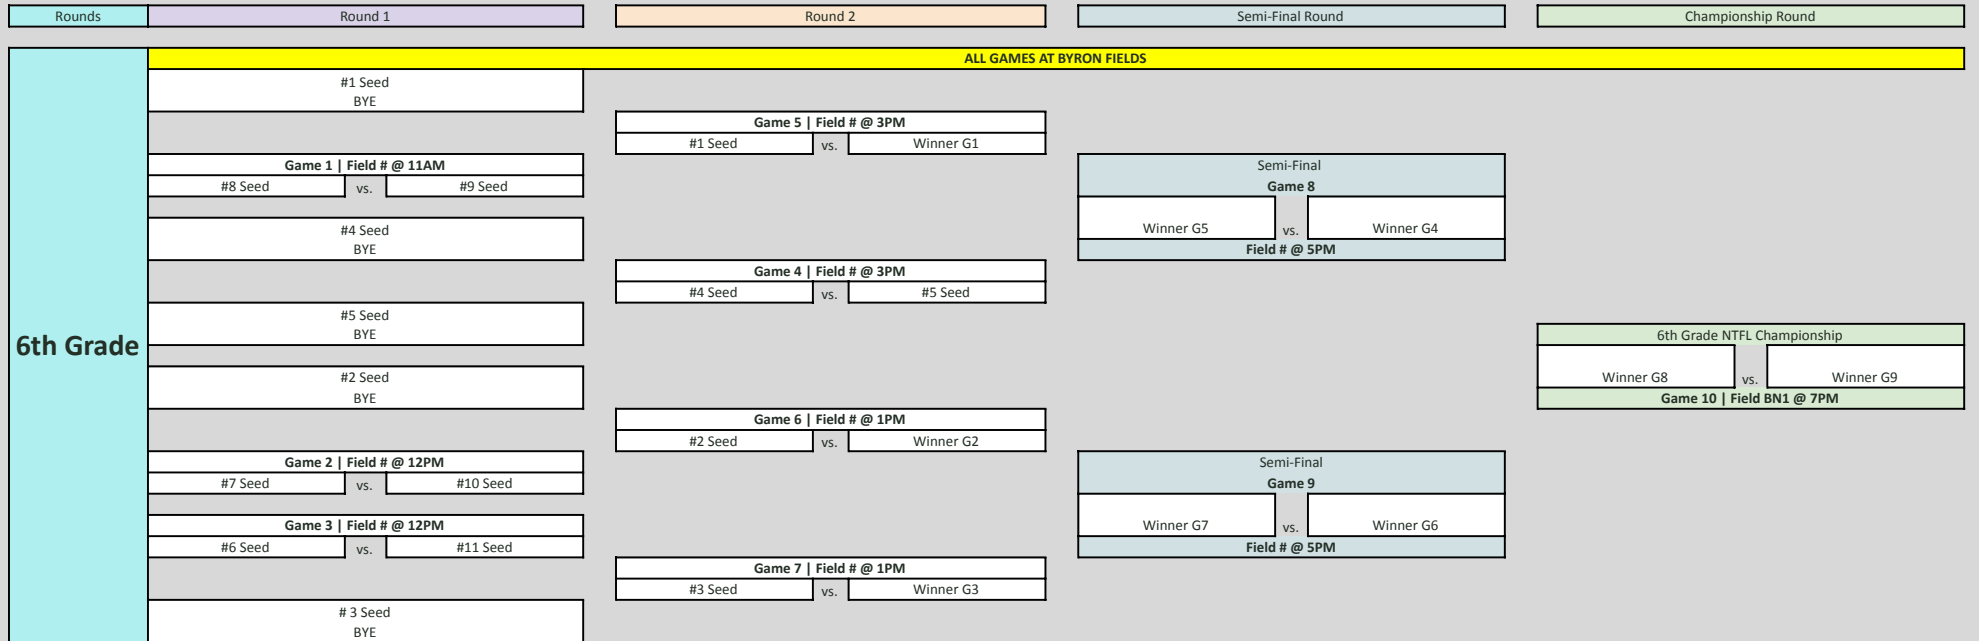 Rounds
Round 1
Round 2
Semi-Final Round
Championship Round
6th Grade
ALL GAMES AT BYRON FIELDS
#1 Seed
BYE
Game 1 | Field # @ 11AM
#8 Seed vs. #9 Seed
#4 Seed
BYE
#5 Seed
BYE
#2 Seed
BYE
Game 2 | Field # @ 12PM
#7 Seed vs. #10 Seed
Game 3 | Field # @ 12PM
#6 Seed vs. #11 Seed
# 3 Seed
BYE
Game 5 | Field # @ 3PM
#1 Seed vs. Winner G1
Game 4 | Field # @ 3PM
#4 Seed vs. #5 Seed
Game 6 | Field # @ 1PM
#2 Seed vs. Winner G2
Game 7 | Field # @ 1PM
#3 Seed vs. Winner G3
Semi-Final
Game 8
Winner G5 vs. Winner G4
Field # @ 5PM
Semi-Final
Game 9
Winner G7 vs. Winner G6
Field # @ 5PM
6th Grade NTFL Championship
Winner G8 vs. Winner G9
Game 10 | Field BN1 @ 7PM